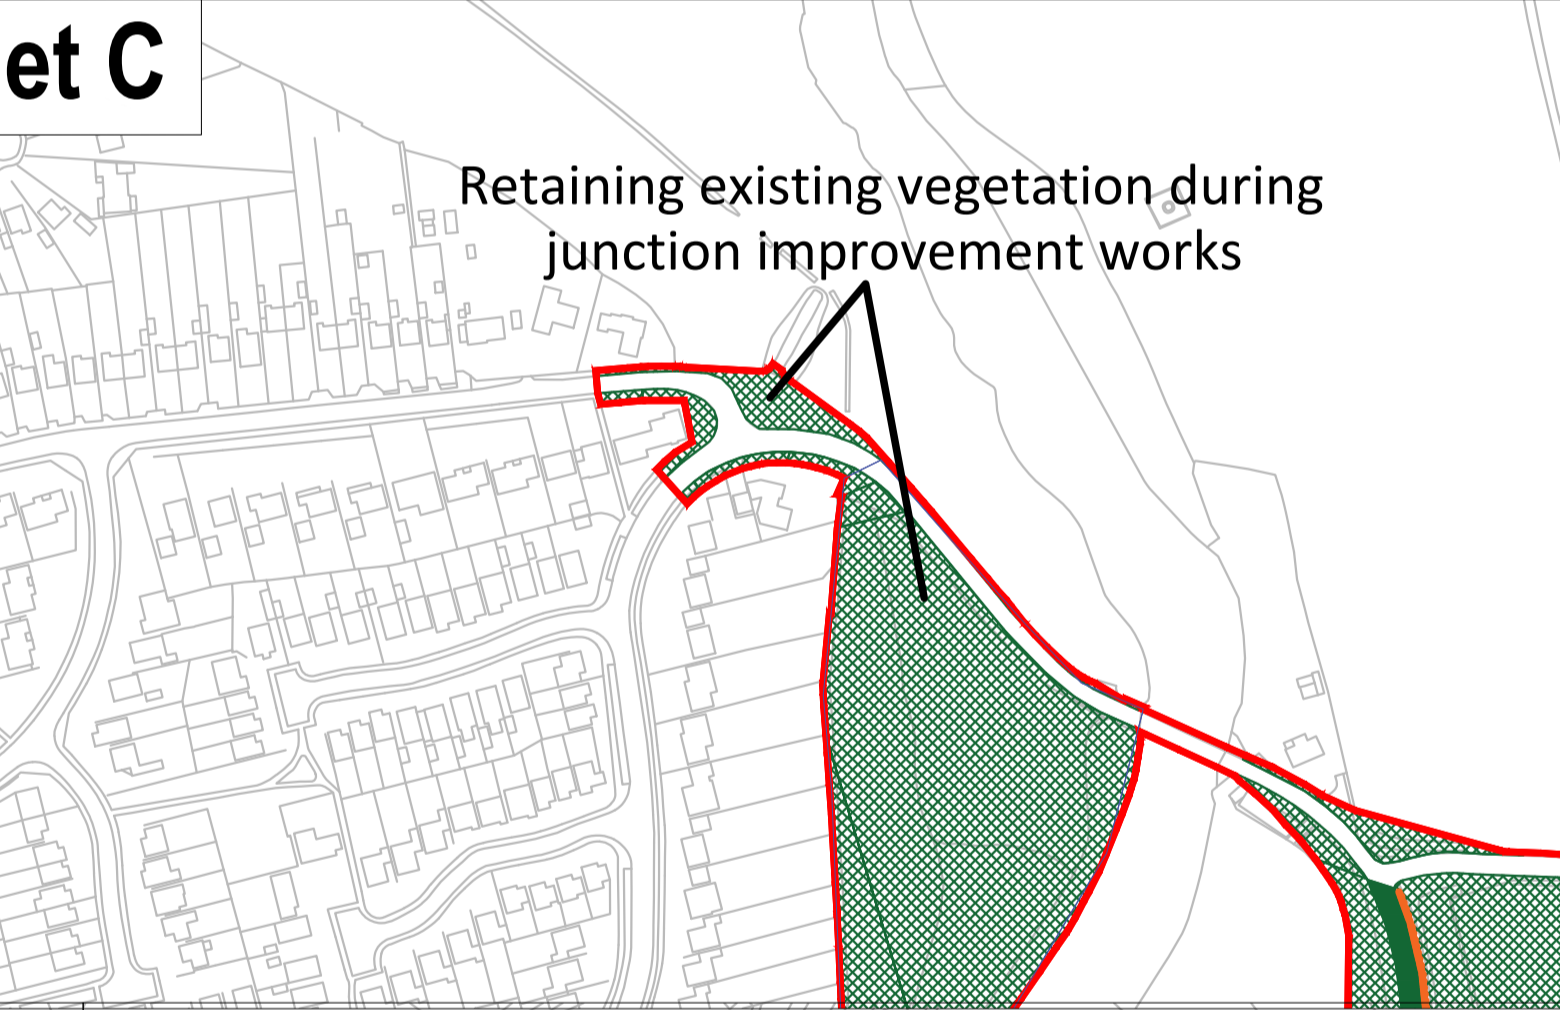 et C
Retaining existing vegetation during
junction improvement works